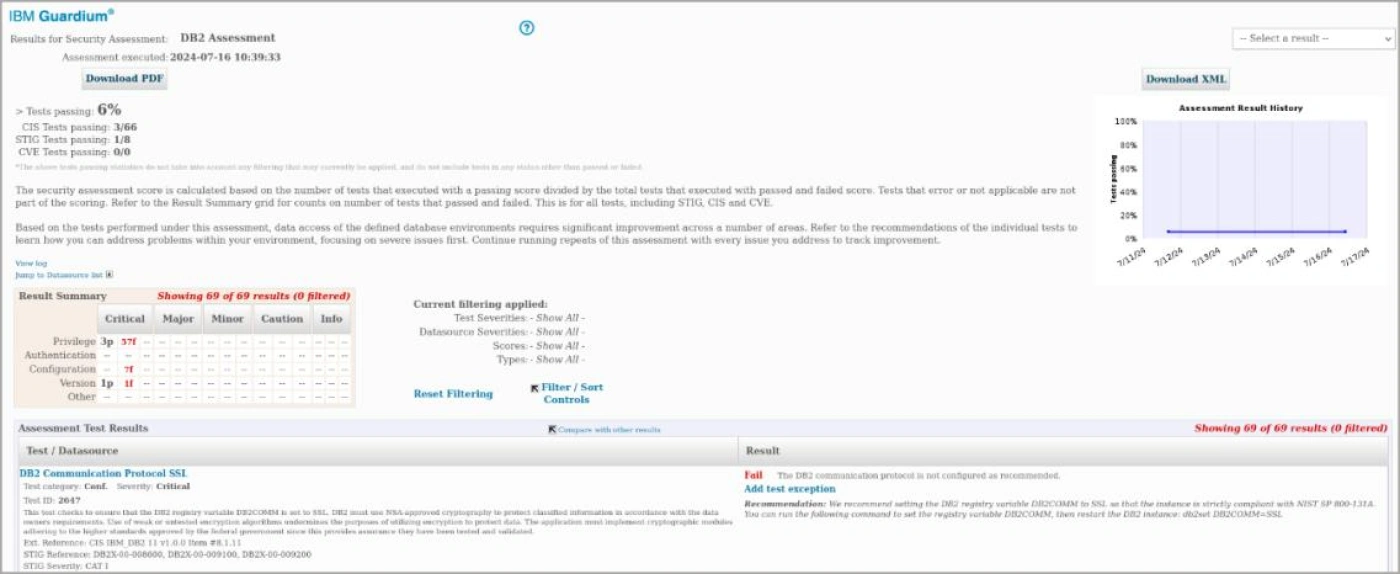 IBM Guardium®
Results for Security Assessment: DB2 Assessment
-- Select a result --
Assessment executed: 2024-07-16 10:39:33
Download PDF
Download XML
> Tests passing: 6%
CIS Tests passing: 3/66
STIG Tests passing: 1/8
CVE Tests passing: 0/0
*The above tests passing statistics do not take into account any filtering that may currently be applied, and do not include tests in any status other than passed or failed.
Assessment Result History
100%
80%
60%
40%
20%
0%
Tests passing
7/11/24 7/12/24 7/13/24 7/14/24 7/15/24 7/16/24 7/17/24
The security assessment score is calculated based on the number of tests that executed with a passing score divided by the total tests that executed with passed and failed score. Tests that error or not applicable are not
part of the scoring. Refer to the Result Summary grid for counts on number of tests that passed and failed. This is for all tests, including STIG, CIS and CVE.
Based on the tests performed under this assessment, data access of the defined database environments requires significant improvement across a number of areas. Refer to the recommendations of the individual tests to
learn how you can address problems within your environment, focusing on severe issues first. Continue running repeats of this assessment with every issue you address to track improvement.
View log
Jump to Datasource list
Result Summary Showing 69 of 69 results (0 filtered)
Critical Major Minor Caution Info
Privilege 3p 57f -- -- -- -- -- -- -- -- --
Authentication -- -- -- -- -- -- -- -- -- -- --
Configuration -- 7f -- -- -- -- -- -- -- -- --
Version 1p 1f -- -- -- -- -- -- -- -- --
Other -- -- -- -- -- -- -- -- -- -- --
Current filtering applied:
Test Severities: - Show All -
Datasource Severities: - Show All -
Scores: - Show All -
Types: - Show All -
Reset Filtering
Filter / Sort
Controls
Assessment Test Results
Compare with other results
Showing 69 of 69 results (0 filtered)
Test / Datasource
Result
DB2 Communication Protocol SSL
Test category: Conf. Severity: Critical
Test ID: 2647
This test checks to ensure that the DB2 registry variable DB2COMM is set to SSL. DB2 must use NSA-approved cryptography to protect classified information in accordance with the data
owners requirements. Use of weak or untested encryption algorithms undermines the purposes of utilizing encryption to protect data. The application must implement cryptographic modules
adhering to the higher standards approved by the federal government since this provides assurance they have been tested and validated.
Ext. Reference: CIS IBM_DB2 11 v1.0.0 Item #8.1.11
STIG Reference: DB2X-00-008600, DB2X-00-009100, DB2X-00-009200
STIG Severity: CAT I
Fail The DB2 communication protocol is not configured as recommended.
Add test exception
Recommendation: We recommend setting the DB2 registry variable DB2COMM to SSL so that the instance is strictly compliant with NIST SP 800-131A.
You can run the following command to set the registry variable DB2COMM, then restart the DB2 instance: db2set DB2COMM=SSL